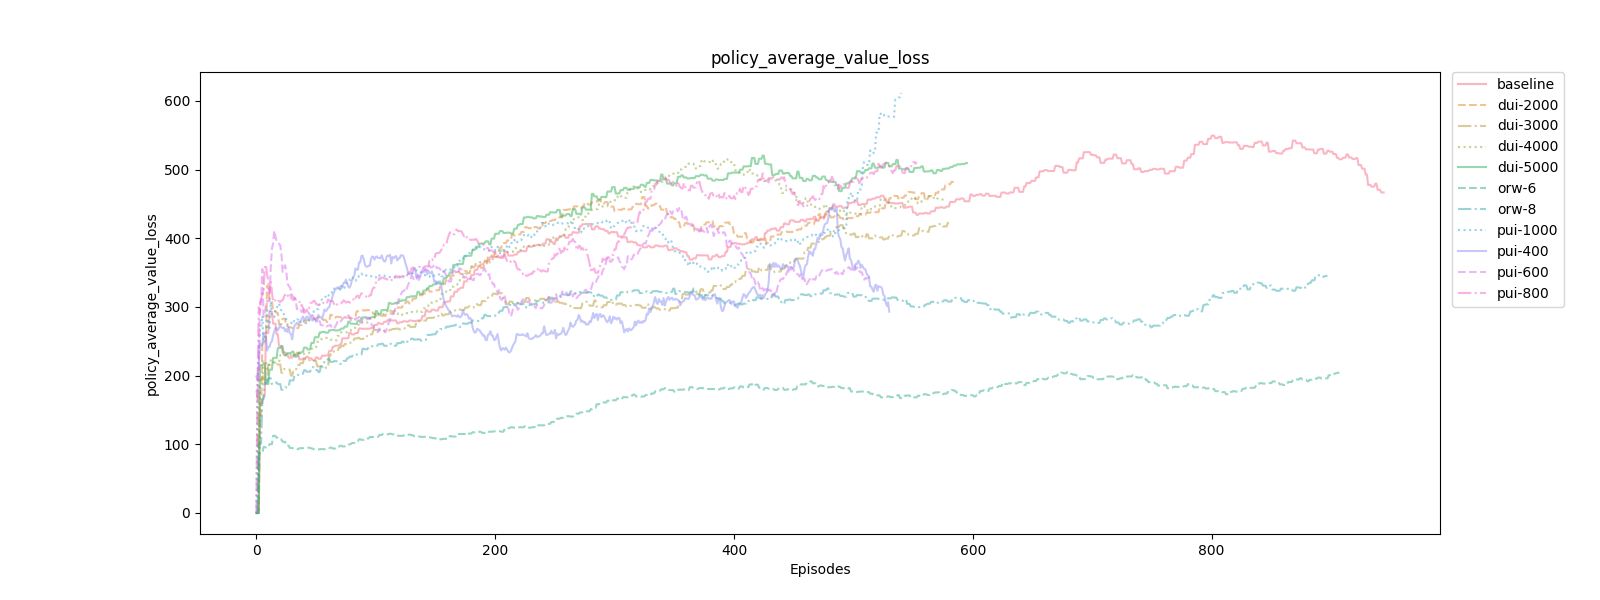 policy_average_value_loss
policy_average_value_loss
600
500
400
300
200
100
0
0
200
400
600
800
Episodes
baseline
dui-2000
dui-3000
dui-4000
dui-5000
orw-6
orw-8
pui-1000
pui-400
pui-600
pui-800